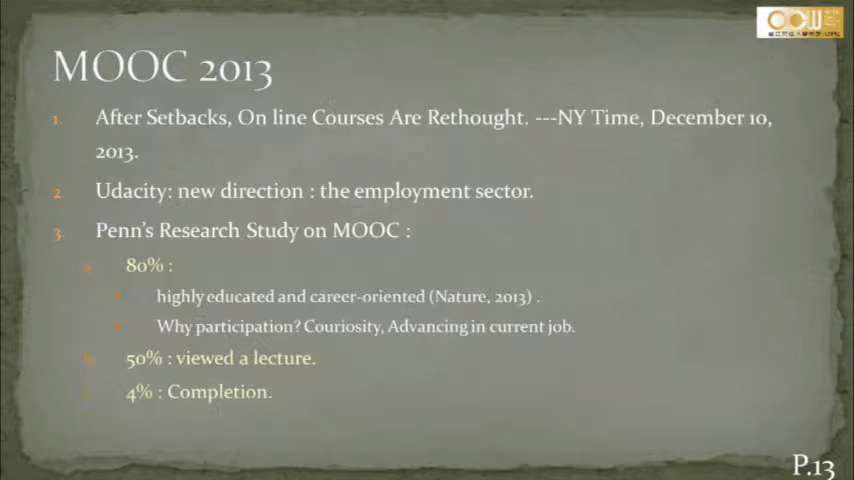 MOOC 2013
1. After Setbacks, On line Courses Are Rethought. ---NY Time, December 10,
2013.
2. Udacity: new direction : the employment sector.
3. Penn's Research Study on MOOC :
a. 80% :
highly educated and career-oriented (Nature, 2013) .
Why participation? Couriosity, Advancing in current job.
b. 50% : viewed a lecture.
4% : Completion.
P.13